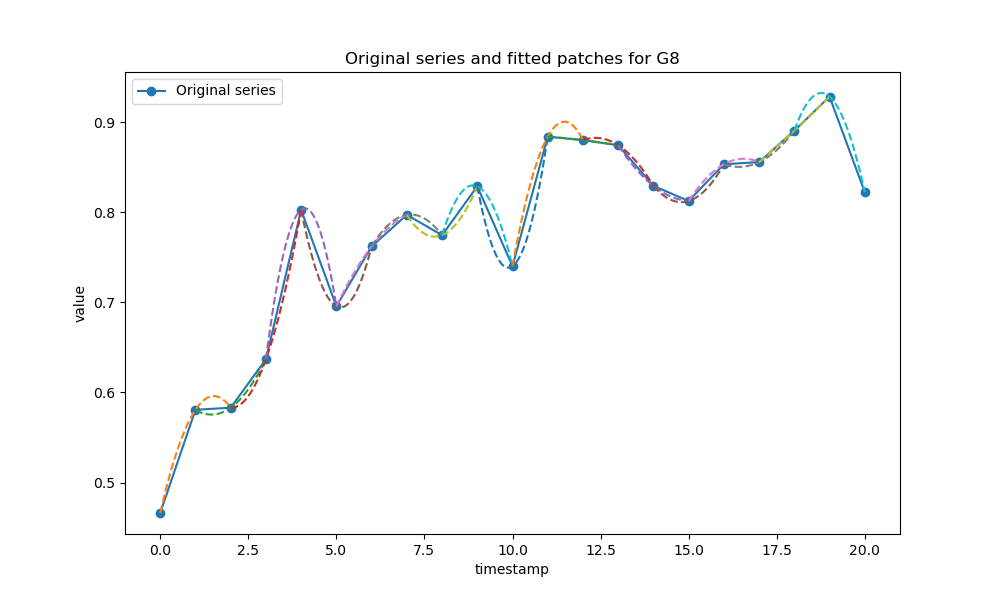 Original series and fitted patches for G8
Original series
value
0.9
0.8
0.7
0.6
0.5
0.0 2.5 5.0 7.5 10.0 12.5 15.0 17.5 20.0
timestamp